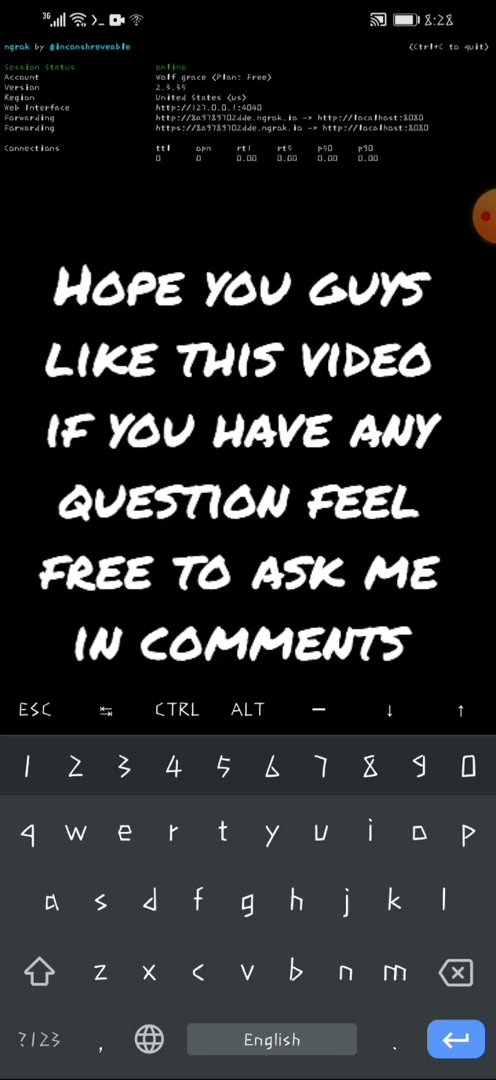 3G 8:28
ngrok by @inconshreveable (Ctrl+C to quit)
Session Status online
Account Wolf grace (Plan: Free)
Version 2.3.35
Region United States (us)
Web Interface http://127.0.0.1:4040
Forwarding http://8a9789702dde.ngrok.io -> http://localhost:8080
Forwarding https://8a9789702dde.ngrok.io -> http://localhost:8080
Connections ttl opn rt1 rt5 p50 p90
0 0 0.00 0.00 0.00 0.00
HOPE YOU GUYS
LIKE THIS VIDEO
IF YOU HAVE ANY
QUESTION FEEL
FREE TO ASK ME
IN COMMENTS
ESC ↹ CTRL ALT — ↓ ↑
1 2 3 4 5 6 7 8 9 0
q w e r t y u i o p
a s d f g h j k l
z x c v b n m
?123 , English .